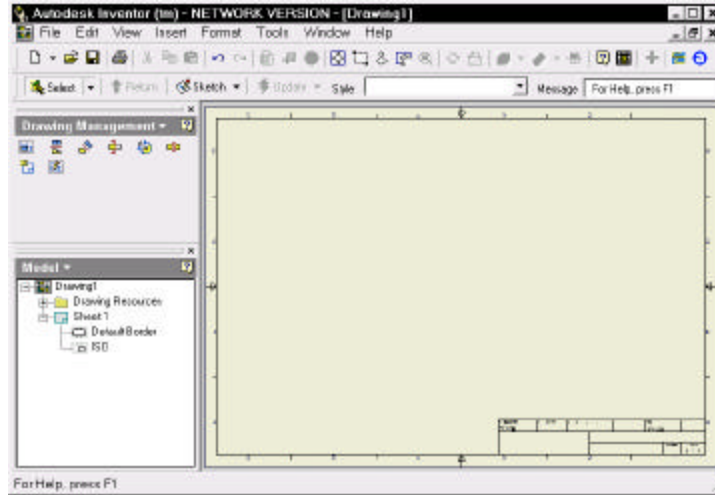 Autodesk Inventor (tm) - NETWORK VERSION - [Drawing1]
File Edit View Insert Format Tools Window Help
Select Return Sketch Update Style Message For Help, press F1
Drawing Management
Model
Drawing1
Drawing Resources
Sheet 1
Default Border
ISO
For Help, press F1